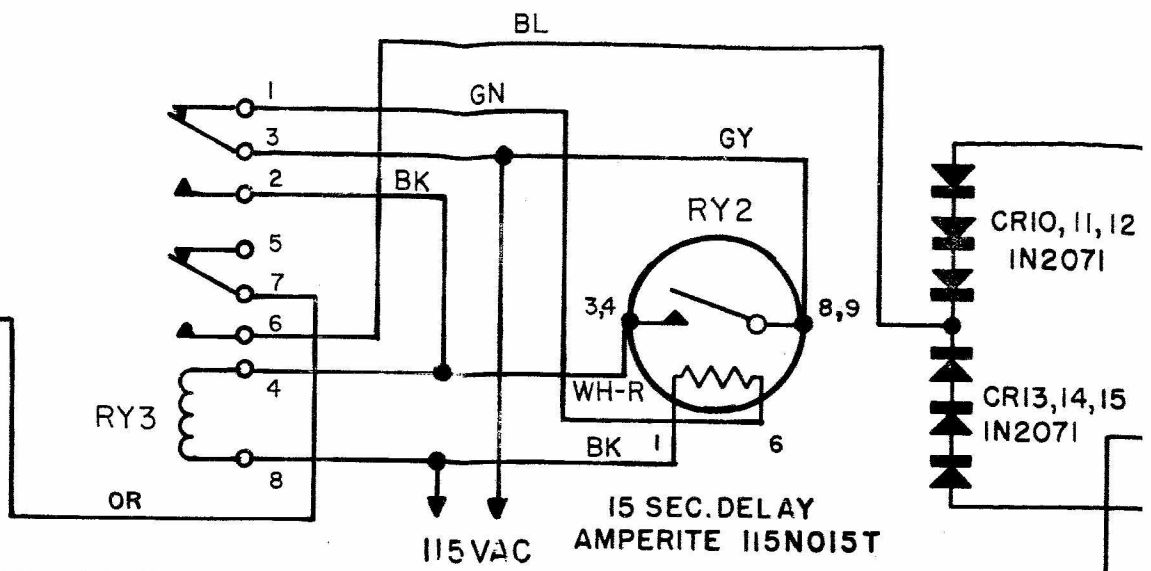 BL
1
GN
3
GY
2
BK
RY2
CR10, 11, 12
1N2071
5
7
3,4
8,9
6
4
WH-R
CR13, 14, 15
1N2071
RY3
1
6
BK
8
OR
15 SEC. DELAY
AMPERITE 115NO15T
115VAC